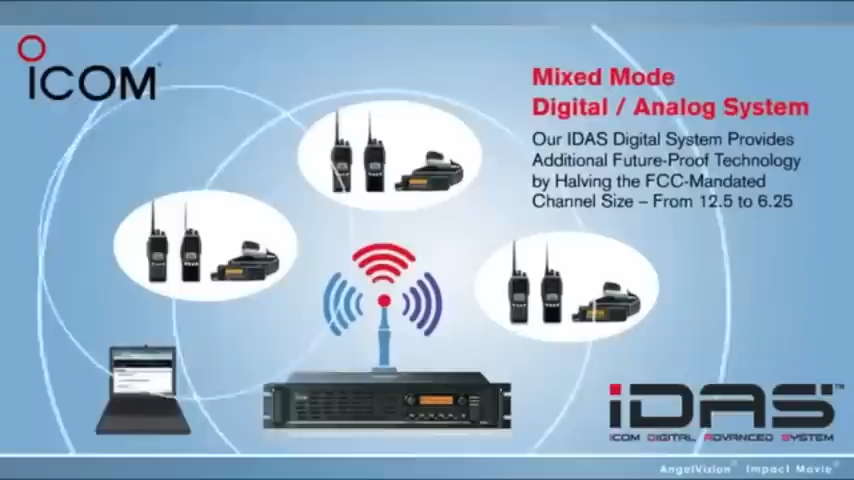 ICOM
Mixed Mode
Digital / Analog System
Our IDAS Digital System Provides
Additional Future-Proof Technology
by Halving the FCC-Mandated
Channel Size – From 12.5 to 6.25
iDAS™
ICOM DIGITAL ADVANCED SYSTEM
AngelVision® Impact Movie®